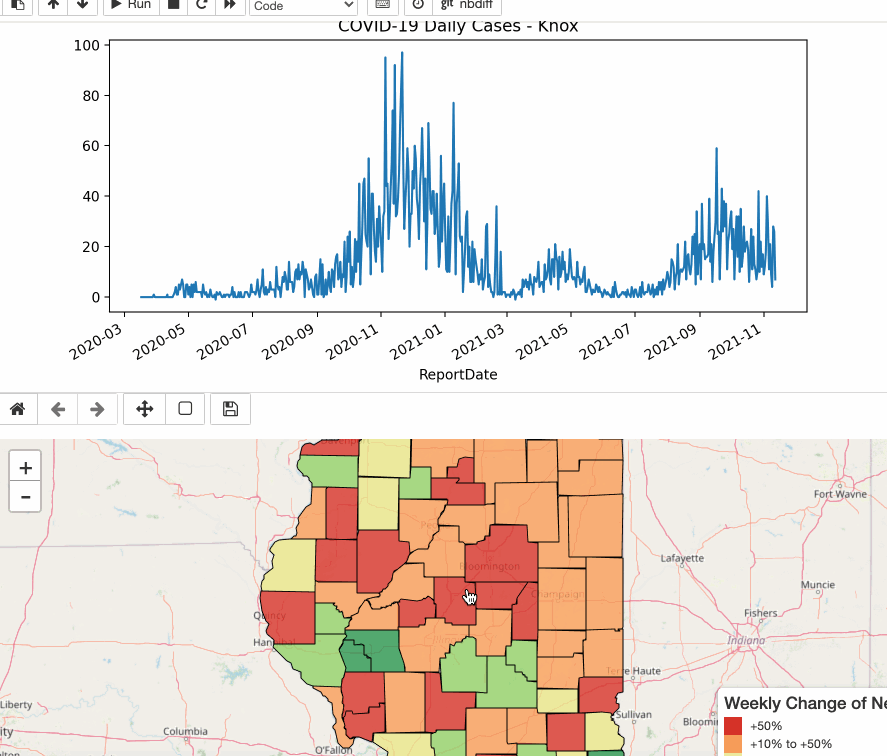 Run
Code
git nbdiff
COVID-19 Daily Cases - Knox
100
80
60
40
20
0
2020-03
2020-05
2020-07
2020-09
2020-11
2021-01
2021-03
2021-05
2021-07
2021-09
2021-11
ReportDate
+
-
Fort Wayne
Lafayette
Bloomington
Muncie
Champaign
Fishers
Quincy
Indiana
Hannibal
Terre Haute
Liberty
Sullivan
Columbia
O'Fallon
Weekly Change of Ne
+50%
+10% to +50%